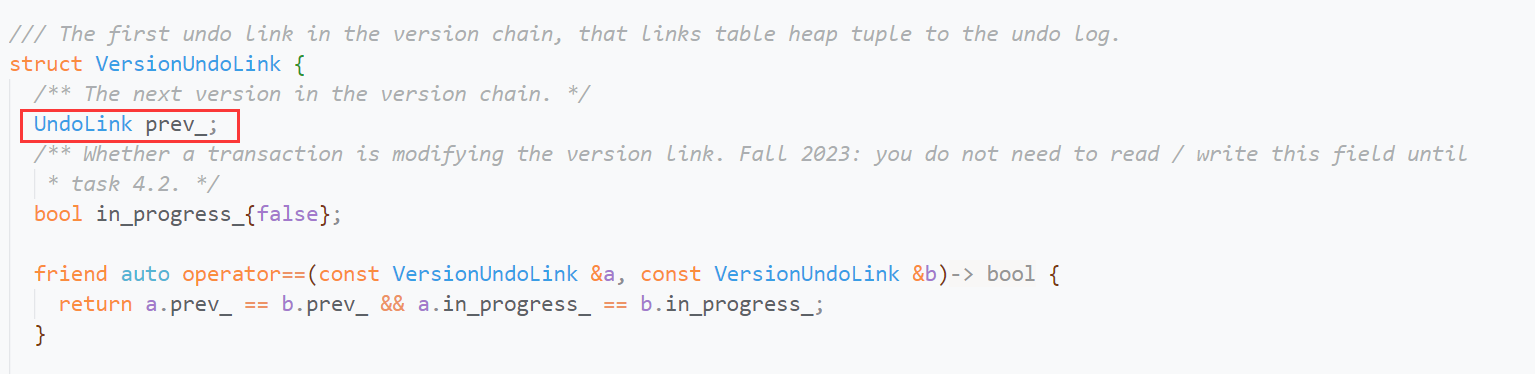 /// The first undo link in the version chain, that links table heap tuple to the undo log.
struct VersionUndoLink {
/** The next version in the version chain. */
UndoLink prev_;
/** Whether a transaction is modifying the version link. Fall 2023: you do not need to read / write this field until
* task 4.2. */
bool in_progress_{false};
friend auto operator==(const VersionUndoLink &a, const VersionUndoLink &b)-> bool {
return a.prev_ == b.prev_ && a.in_progress_ == b.in_progress_;
}